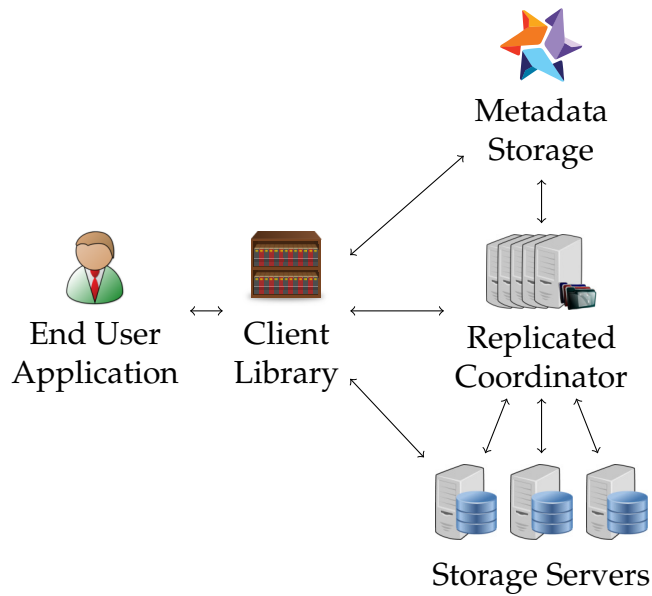 Metadata
Storage
End User
Application
Client
Library
Replicated
Coordinator
Storage Servers